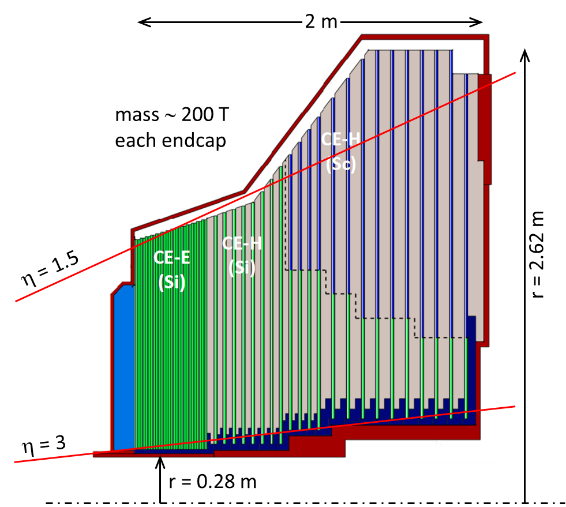 2 m
mass ~ 200 T
each endcap
CE-H
(Sc)
η = 1.5
CE-E
(Si)
CE-H
(Si)
r = 2.62 m
η = 3
r = 0.28 m